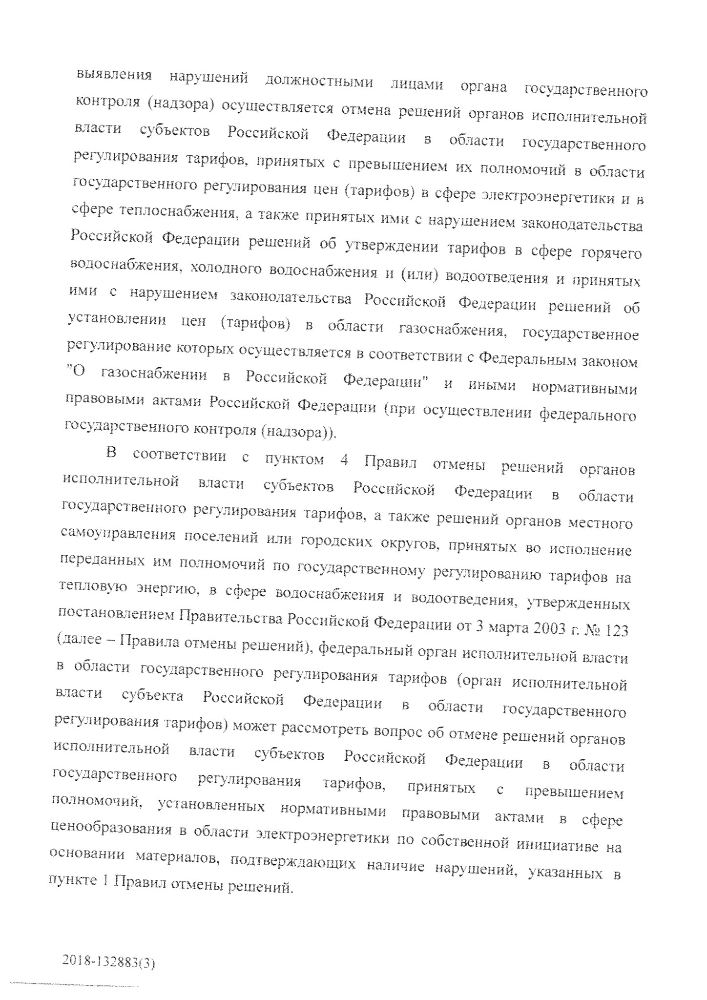 выявления нарушений должностными лицами органа государственного
контроля (надзора) осуществляется отмена решений органов исполнительной
власти субъектов Российской Федерации в области государственного
регулирования тарифов, принятых с превышением их полномочий в области
государственного регулирования цен (тарифов) в сфере электроэнергетики и в
сфере теплоснабжения, а также принятых ими с нарушением законодательства
Российской Федерации решений об утверждении тарифов в сфере горячего
водоснабжения, холодного водоснабжения и (или) водоотведения и принятых
ими с нарушением законодательства Российской Федерации решений об
установлении цен (тарифов) в области газоснабжения, государственное
регулирование которых осуществляется в соответствии с Федеральным законом
"О газоснабжении в Российской Федерации" и иными нормативными
правовыми актами Российской Федерации (при осуществлении федерального
государственного контроля (надзора)).
В соответствии с пунктом 4 Правил отмены решений органов
исполнительной власти субъектов Российской Федерации в области
государственного регулирования тарифов, а также решений органов местного
самоуправления поселений или городских округов, принятых во исполнение
переданных им полномочий по государственному регулированию тарифов на
тепловую энергию, в сфере водоснабжения и водоотведения, утвержденных
постановлением Правительства Российской Федерации от 3 марта 2003 г. № 123
(далее – Правила отмены решений), федеральный орган исполнительной власти
в области государственного регулирования тарифов (орган исполнительной
власти субъекта Российской Федерации в области государственного
регулирования тарифов) может рассмотреть вопрос об отмене решений органов
исполнительной власти субъектов Российской Федерации в области
государственного регулирования тарифов, принятых с превышением
полномочий, установленных нормативными правовыми актами в сфере
ценообразования в области электроэнергетики по собственной инициативе на
основании материалов, подтверждающих наличие нарушений, указанных в
пункте 1 Правил отмены решений.
2018-132883(3)